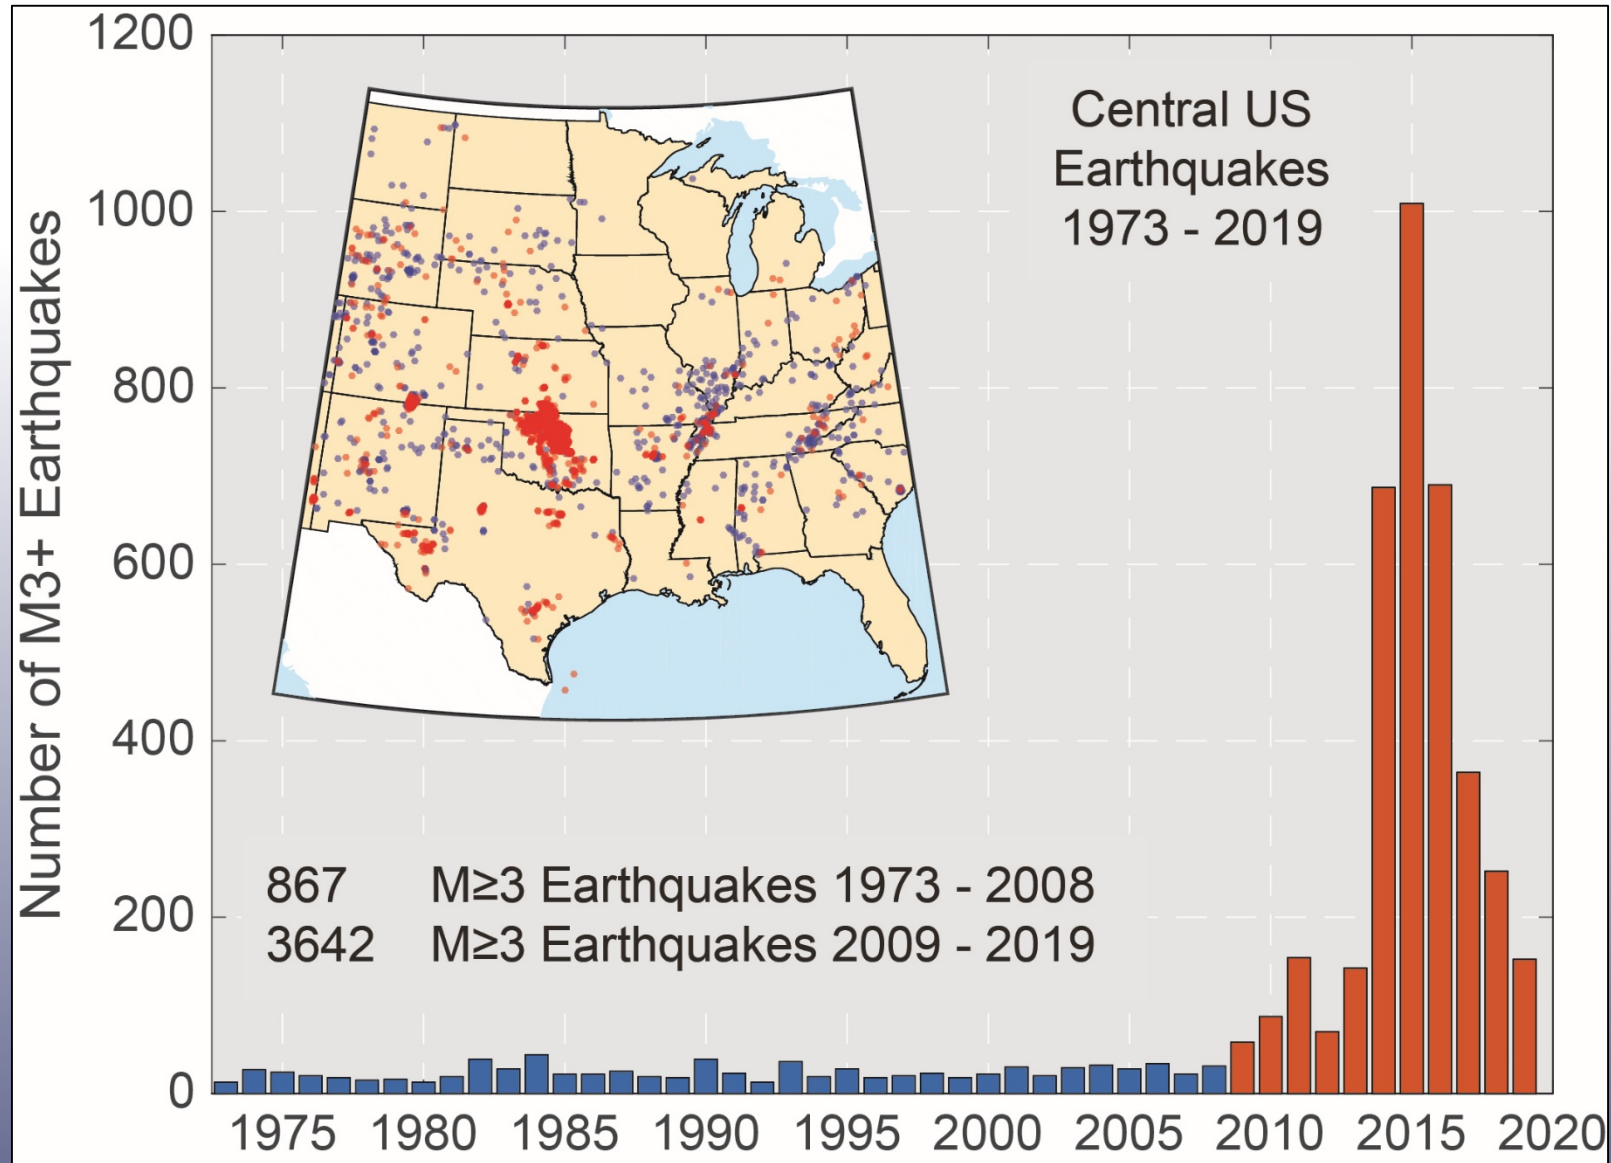 Number of M3+ Earthquakes
1200
1000
800
600
400
200
0
Central US
Earthquakes
1973 - 2019
867 M≥3 Earthquakes 1973 - 2008
3642 M≥3 Earthquakes 2009 - 2019
1975 1980 1985 1990 1995 2000 2005 2010 2015 2020